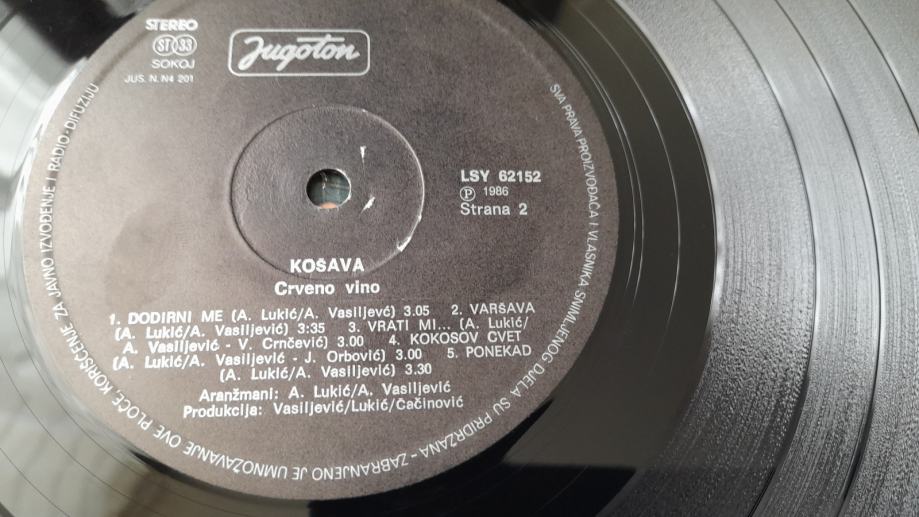 STEREO
ST 33
SOKOJ
JUS. N. N4 201
Jugoton
LSY 62152
Ⓟ 1986
Strana 2
KOŠAVA
Crveno vino
1. DODIRNI ME (A. Lukić/A. Vasiljevć) 3.05 2. VARŠAVA
(A. Lukić/A. Vasiljević) 3:35 3. VRATI MI... (A. Lukić/
A. Vasiljević - V. Crnčević) 3.00 4. KOKOSOV CVET
(A. Lukić/A. Vasiljević - J. Orbović) 3.00 5. PONEKAD
(A. Lukić/A. Vasiljević) 3.30
Aranžmani: A. Lukić/A. Vasiljević
Produkcija: Vasiljević/Lukić/Čačinović
SVA PRAVA PROIZVOĐAČA I VLASNIKA SNIMLJENOG DJELA SU PRIDRŽANA - ZABRANJENO JE UMNOŽAVANJE OVE PLOČE, KORIŠĆENJE ZA JAVNO IZVOĐENJE I RADIO-DIFUZIJU